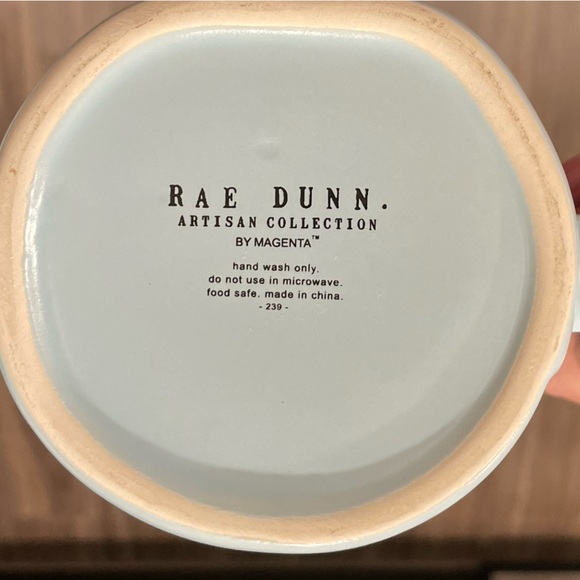 RAE DUNN.
ARTISAN COLLECTION
BY MAGENTA™
hand wash only.
do not use in microwave.
food safe. made in china.
- 239 -